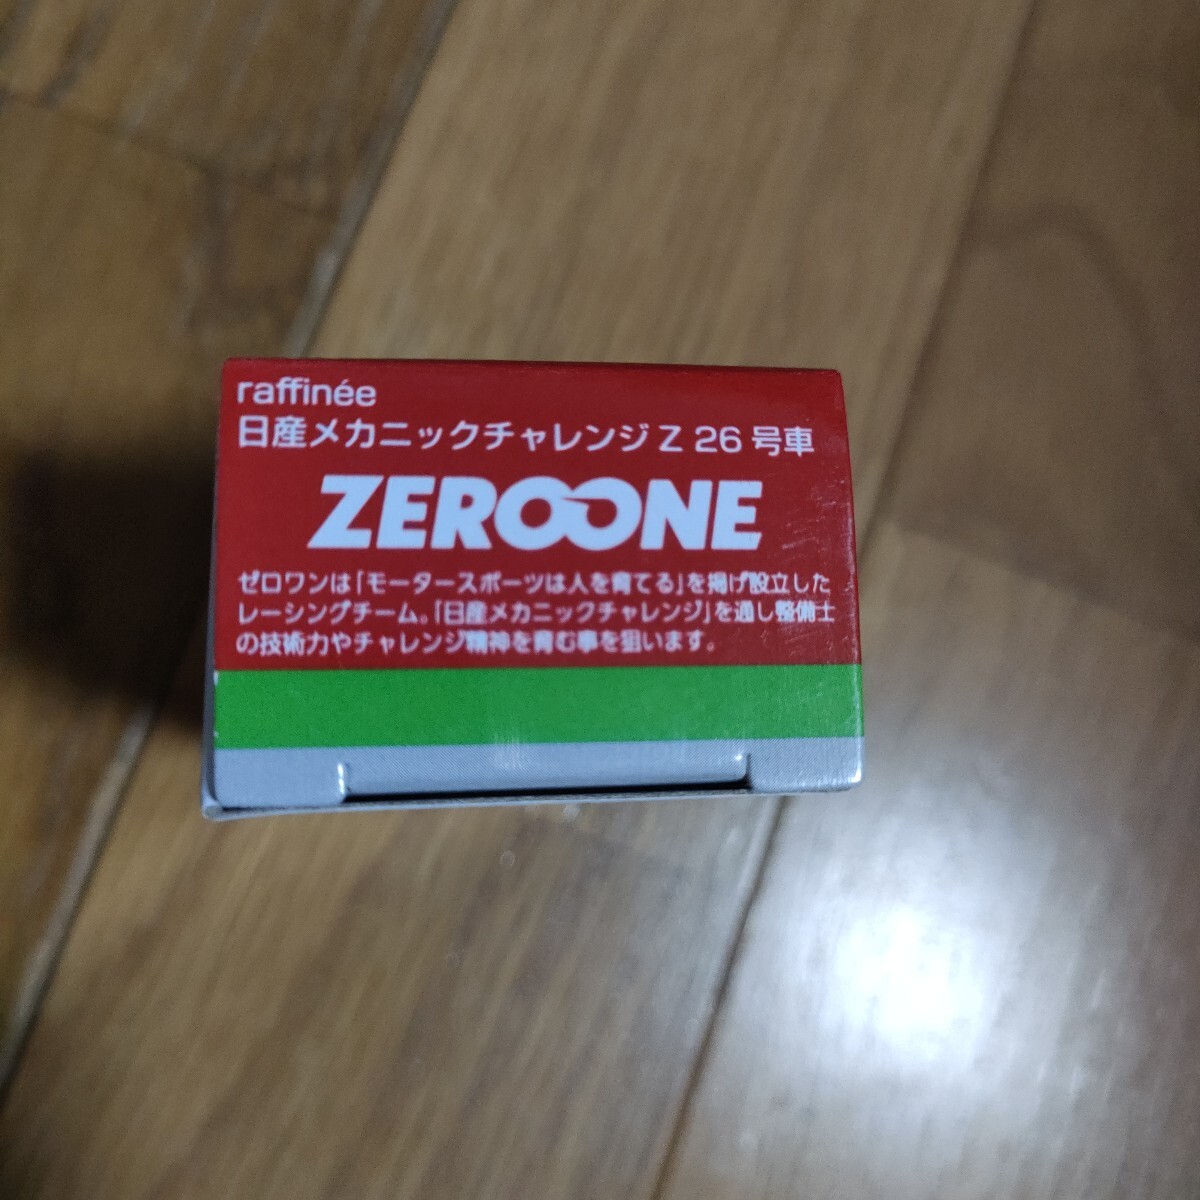 raffinée
日産メカニックチャレンジZ 26 号車
ZEROONE
ゼロワンは「モータースポーツは人を育てる」を掲げ設立した
レーシングチーム。「日産メカニックチャレンジ」を通し整備士
の技術力やチャレンジ精神を育む事を狙います。